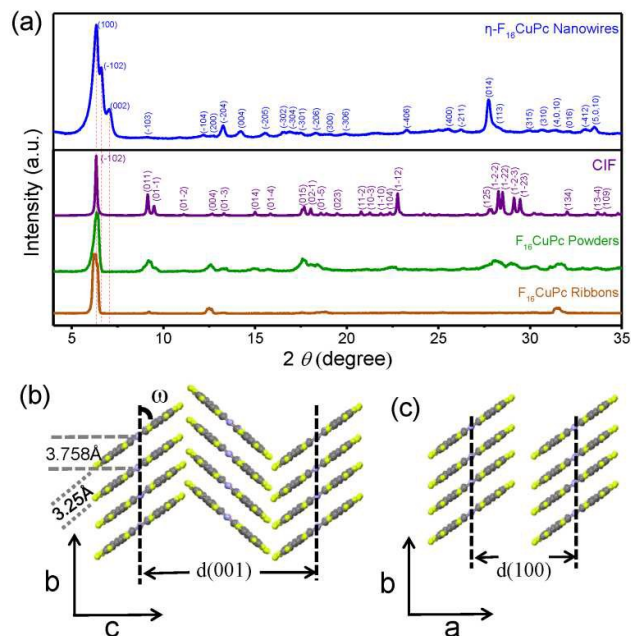 (a)
η-F₁₆CuPc Nanowires
(100)
(-102)
(002)
(-103)
(-104)
(200)
(-204)
(004)
(-205)
(-302)
(-304)
(-301)
(-206)
(300)
(-306)
(-406)
(400)
(-211)
(014)
(113)
(315)
(310)
(4,0,10)
(016)
(-412)
(5,0,10)
CIF
(-102)
(011)
(01-1)
(01-2)
(004)
(01-3)
(014)
(01-4)
(015)
(02-1)
(01-5)
(023)
(11-2)
(10-3)
(1-10)
(104)
(1-12)
(125)
(1-2-2)
(1-22)
(1-2-3)
(1-23)
(134)
(13-4)
(109)
F₁₆CuPc Powders
F₁₆CuPc Ribbons
Intensity (a.u.)
5 10 15 20 25 30 35
2 θ (degree)
(b)
ω
3.758Å
3.25Å
d(001)
b
c
(c)
d(100)
b
a